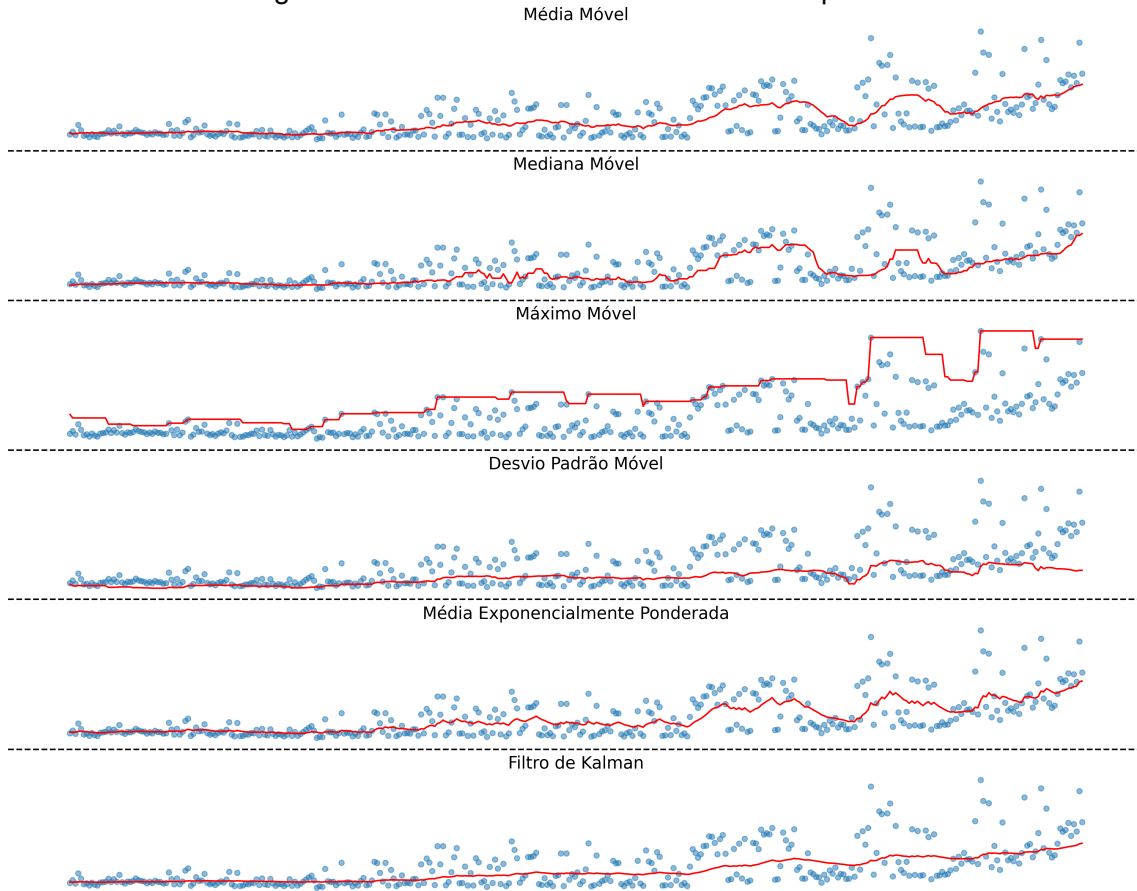 Média Móvel
Mediana Móvel
Máximo Móvel
Desvio Padrão Móvel
Média Exponencialmente Ponderada
Filtro de Kalman